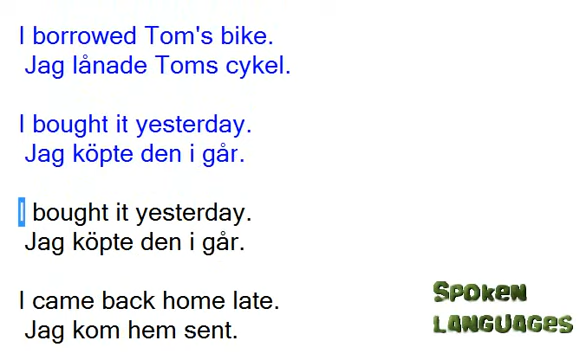 I borrowed Tom's bike.
Jag lånade Toms cykel.
I bought it yesterday.
Jag köpte den i går.
I bought it yesterday.
Jag köpte den i går.
I came back home late.
Jag kom hem sent.
SPOKEN
LANGUAGES